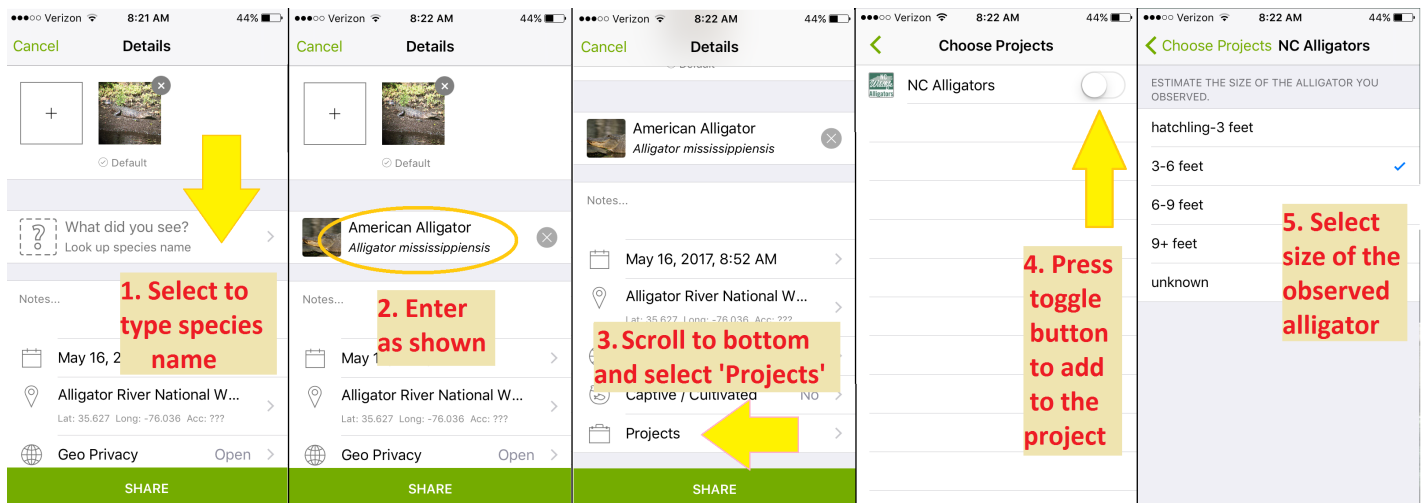 Verizon 8:21 AM 44%
Cancel Details
+
Default
?
What did you see?
Look up species name
Notes...
1. Select to
type species
name
May 16, 2
Alligator River National W...
Lat: 35.627 Long: -76.036 Acc: ???
Geo Privacy Open
SHARE
Verizon 8:22 AM 44%
Cancel Details
+
Default
American Alligator
Alligator mississippiensis
Notes...
2. Enter
as shown
May 1
Alligator River National W...
Lat: 35.627 Long: -76.036 Acc: ???
Geo Privacy Open
SHARE
Verizon 8:22 AM 44%
Cancel Details
American Alligator
Alligator mississippiensis
Notes...
May 16, 2017, 8:52 AM
Alligator River National W...
Lat: 35.627 Long: -76.036 Acc: ???
3. Scroll to bottom
and select 'Projects'
Captive / Cultivated No
Projects
SHARE
Verizon 8:22 AM 44%
Choose Projects
NC
Alligators
NC Alligators
4. Press
toggle
button
to add
to the
project
Verizon 8:22 AM 44%
Choose Projects NC Alligators
ESTIMATE THE SIZE OF THE ALLIGATOR YOU
OBSERVED.
hatchling-3 feet
3-6 feet
6-9 feet
9+ feet
unknown
5. Select
size of the
observed
alligator